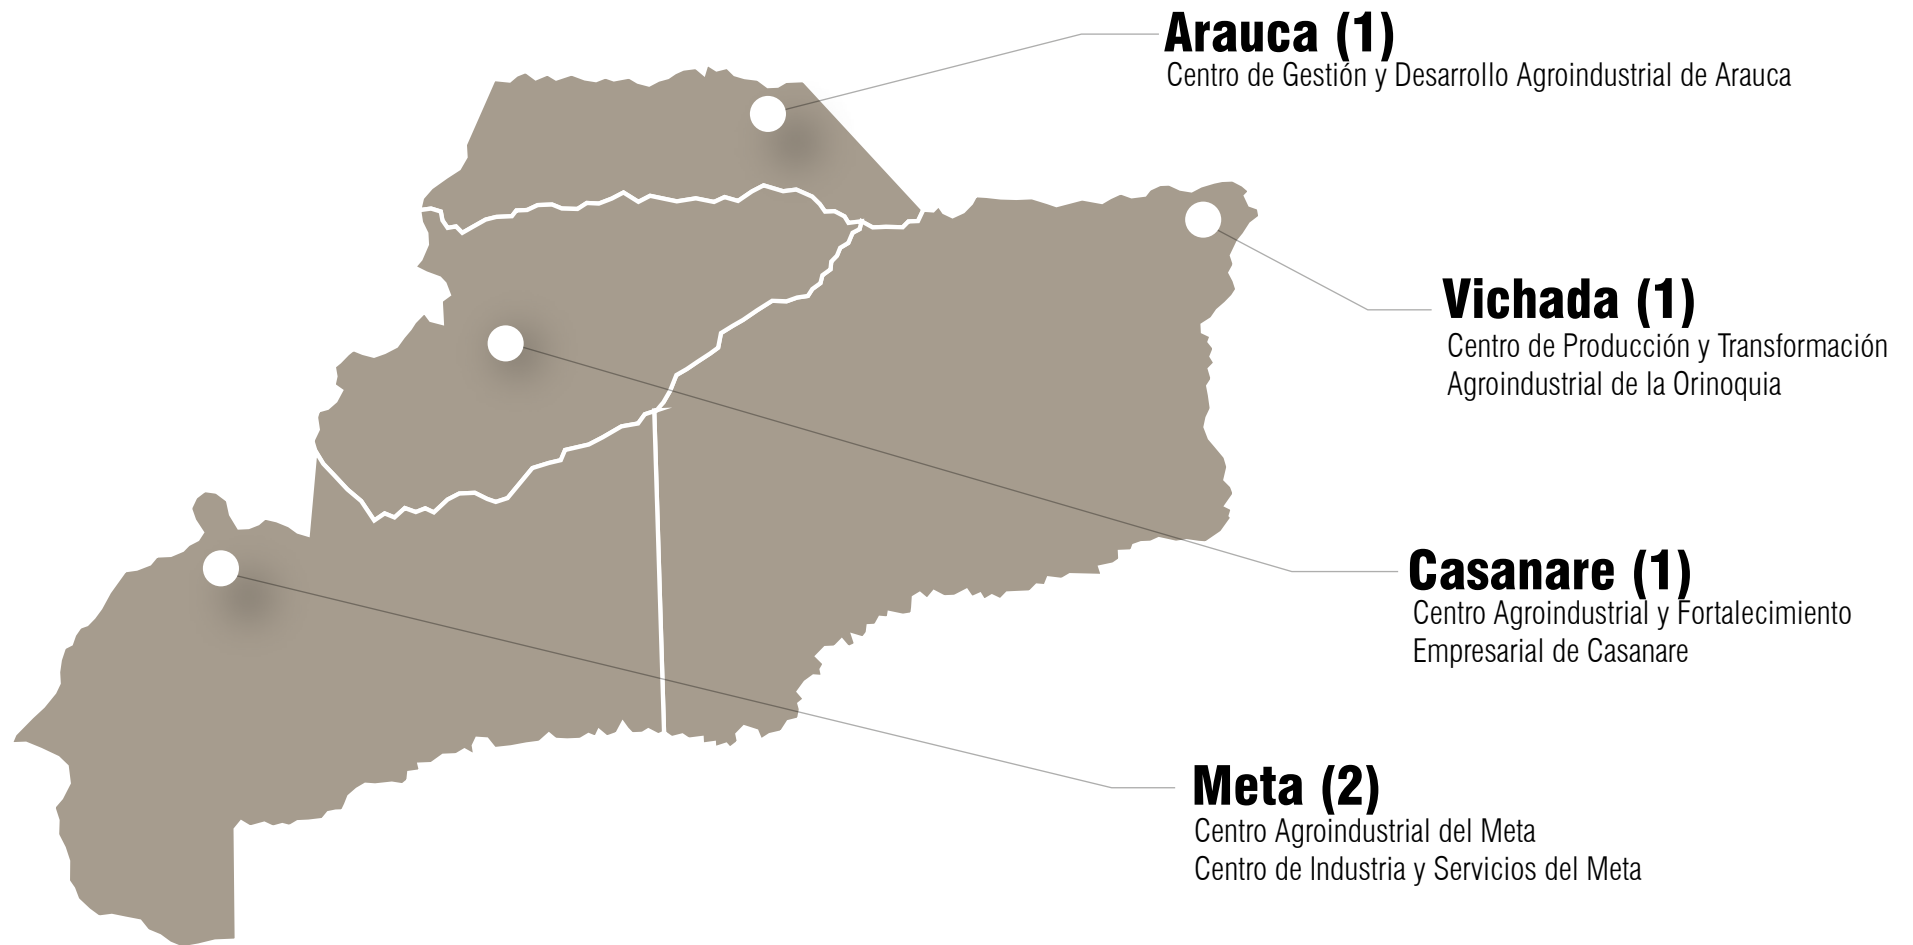 Arauca (1)
Centro de Gestión y Desarrollo Agroindustrial de Arauca
Vichada (1)
Centro de Producción y Transformación
Agroindustrial de la Orinoquia
Casanare (1)
Centro Agroindustrial y Fortalecimiento
Empresarial de Casanare
Meta (2)
Centro Agroindustrial del Meta
Centro de Industria y Servicios del Meta